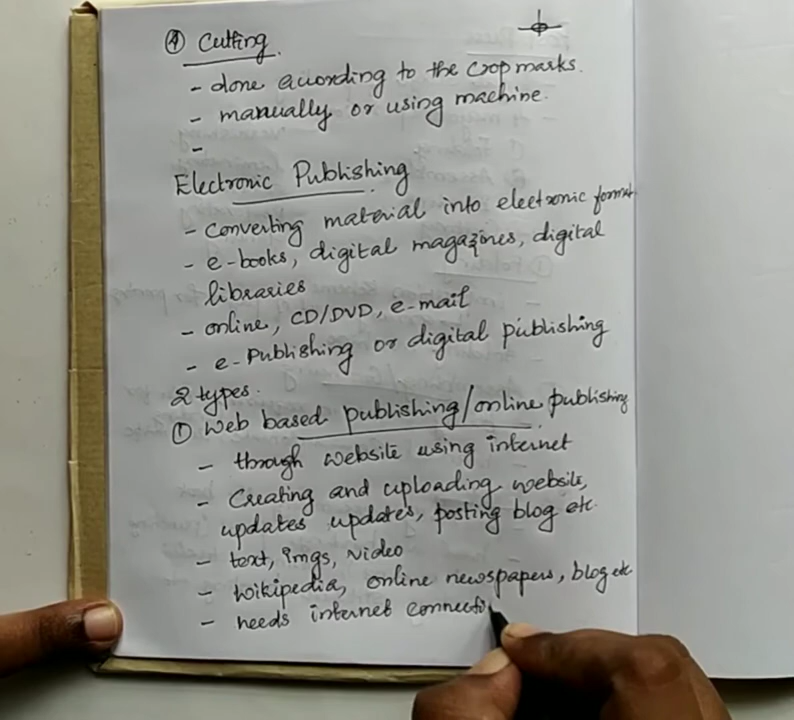 ④ Cutting.
- done according to the crop marks.
- manually or using machine.
-
Electronic Publishing
- converting material into electronic format
- e-books, digital magazines, digital
libraries
- online, CD/DVD, e-mail
- e-Publishing or digital publishing
2 types.
① Web based publishing/online publishing
- through website using internet
- Creating and uploading website,
updates updates, posting blog etc.
- text, imgs, video
- Wikipedia, online newspapers, blog etc
- needs internet connectio